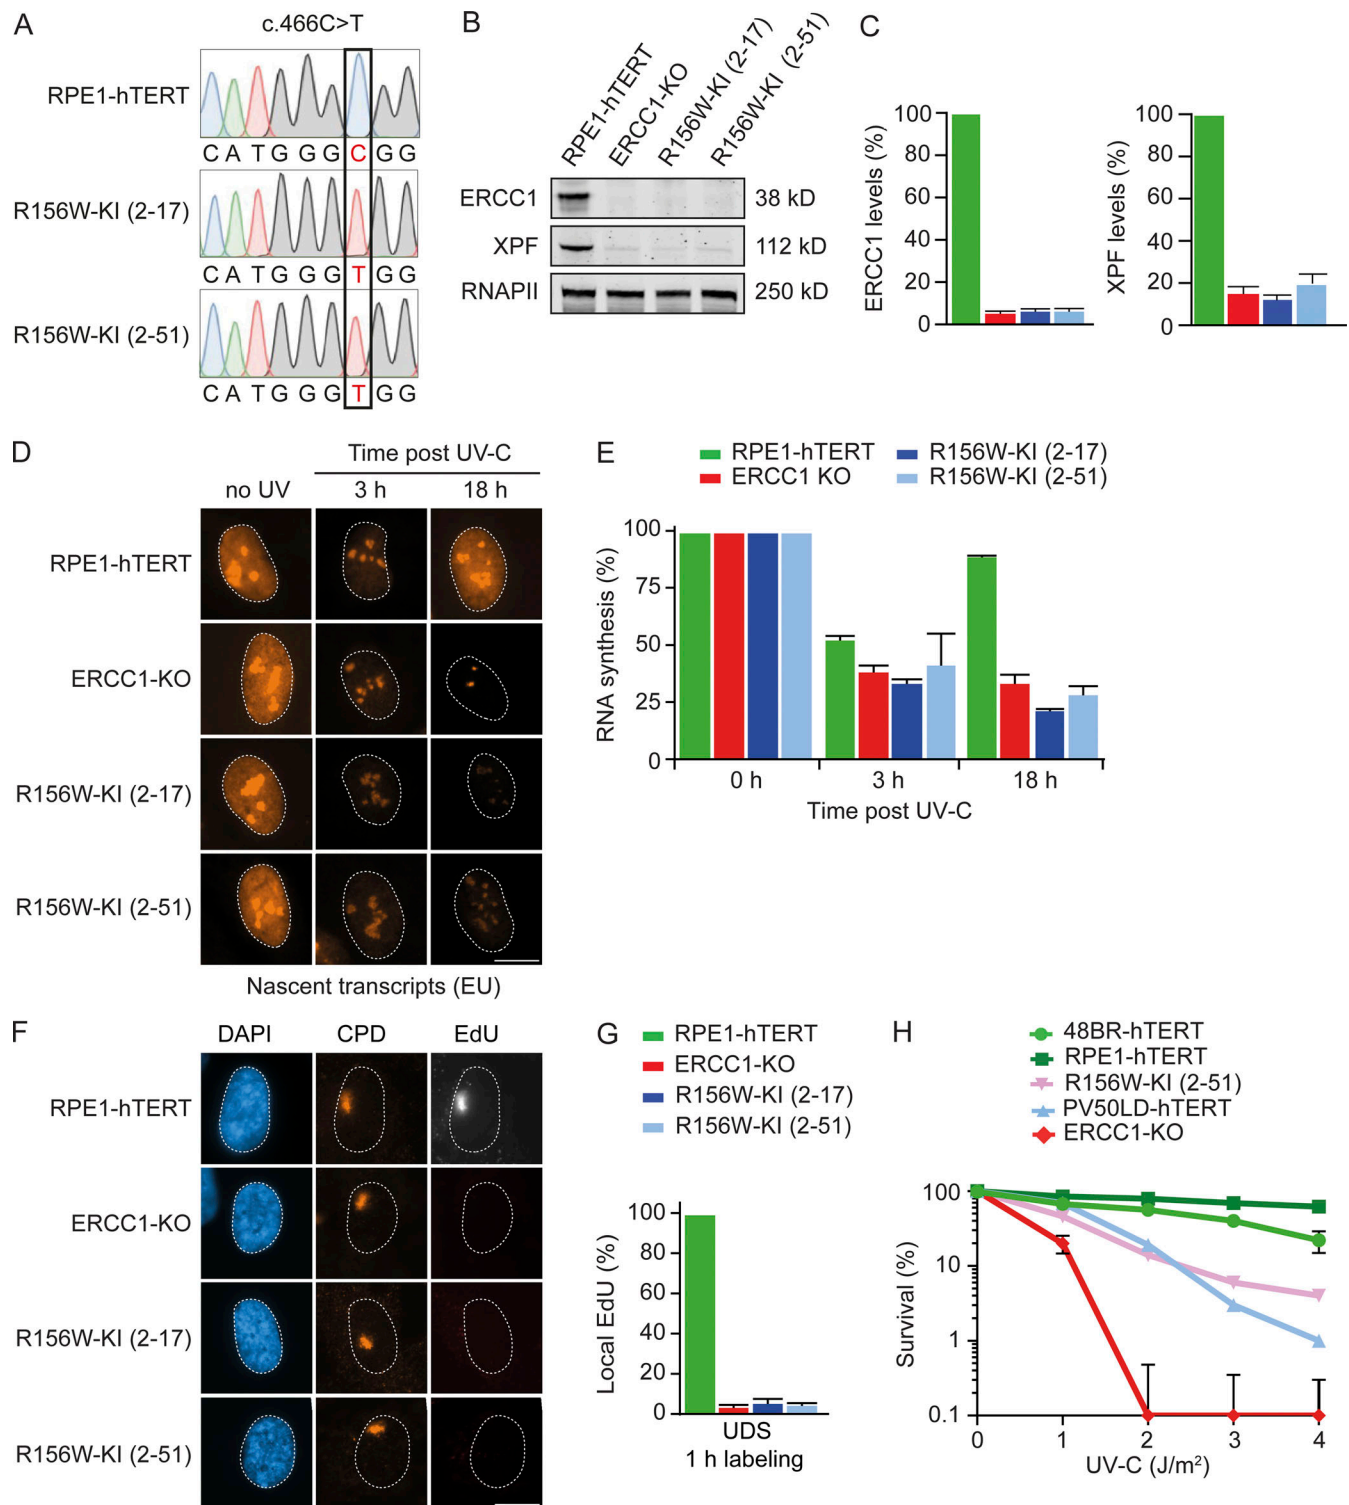 A
c.466C>T
RPE1-hTERT
C A T G G G C G G
R156W-KI (2-17)
C A T G G G T G G
R156W-KI (2-51)
C A T G G G T G G
B
RPE1-hTERT
ERCC1-KO
R156W-KI (2-17)
R156W-KI (2-51)
ERCC1
38 kD
XPF
112 kD
RNAPII
250 kD
C
ERCC1 levels (%)
100
80
60
40
20
0
XPF levels (%)
100
80
60
40
20
0
D
Time post UV-C
no UV
3 h
18 h
RPE1-hTERT
ERCC1-KO
R156W-KI (2-17)
R156W-KI (2-51)
Nascent transcripts (EU)
E
RPE1-hTERT
R156W-KI (2-17)
ERCC1 KO
R156W-KI (2-51)
RNA synthesis (%)
100
75
50
25
0
0 h
3 h
18 h
Time post UV-C
F
DAPI
CPD
EdU
RPE1-hTERT
ERCC1-KO
R156W-KI (2-17)
R156W-KI (2-51)
G
RPE1-hTERT
ERCC1-KO
R156W-KI (2-17)
R156W-KI (2-51)
Local EdU (%)
100
80
60
40
20
0
UDS
1 h labeling
H
48BR-hTERT
RPE1-hTERT
R156W-KI (2-51)
PV50LD-hTERT
ERCC1-KO
Survival (%)
100
10
1
0.1
0
1
2
3
4
UV-C (J/m²)